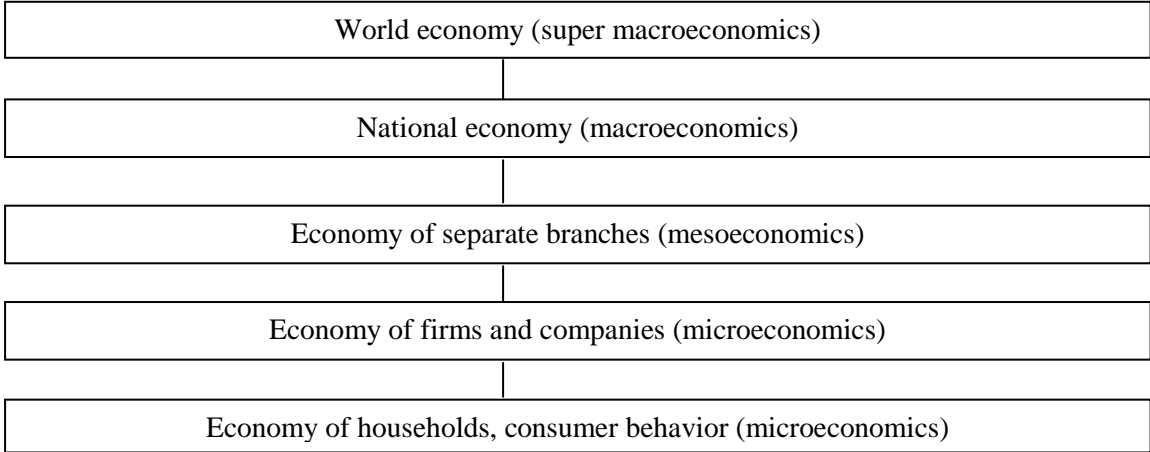 World economy (super macroeconomics)
National economy (macroeconomics)
Economy of separate branches (mesoeconomics)
Economy of firms and companies (microeconomics)
Economy of households, consumer behavior (microeconomics)